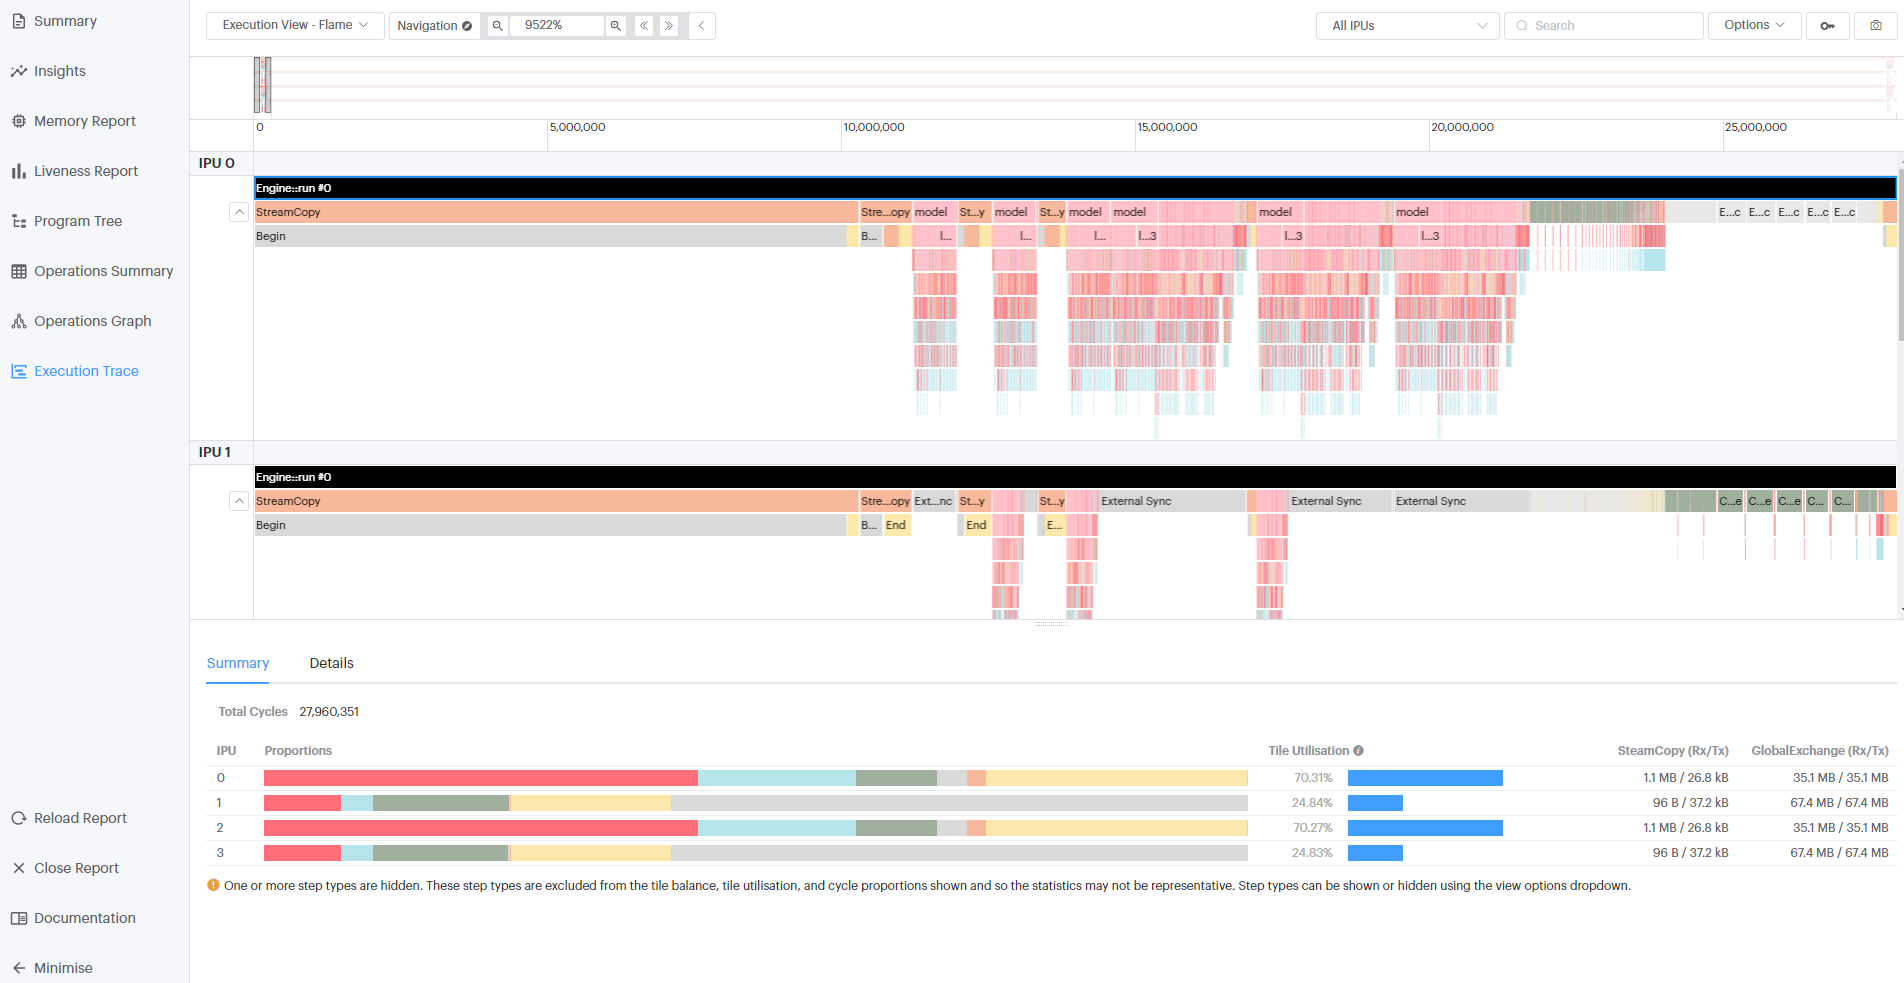 Summary
Insights
Memory Report
Liveness Report
Program Tree
Operations Summary
Operations Graph
Execution Trace
Reload Report
Close Report
Documentation
Minimise
Execution View - Flame
Navigation
9522%
All IPUs
Search
Options
0 5,000,000 10,000,000 15,000,000 20,000,000 25,000,000
IPU 0
Engine::run #0
StreamCopy Stre...opy model St...y model St...y model model model model E...c E...c E...c E...c E...c
Begin B... I... I... I... I...3 I...3 I...3
IPU 1
Engine::run #0
StreamCopy Stre...opy Ext...nc St...y St...y External Sync External Sync External Sync C...e C...e C...e C... C...
Begin B... End End E...
Summary Details
Total Cycles 27,960,351
IPU Proportions Tile Utilisation SteamCopy (Rx/Tx) GlobalExchange (Rx/Tx)
0 70.31% 1.1 MB / 26.8 kB 35.1 MB / 35.1 MB
1 24.84% 96 B / 37.2 kB 67.4 MB / 67.4 MB
2 70.27% 1.1 MB / 26.8 kB 35.1 MB / 35.1 MB
3 24.83% 96 B / 37.2 kB 67.4 MB / 67.4 MB
One or more step types are hidden. These step types are excluded from the tile balance, tile utilisation, and cycle proportions shown and so the statistics may not be representative. Step types can be shown or hidden using the view options dropdown.